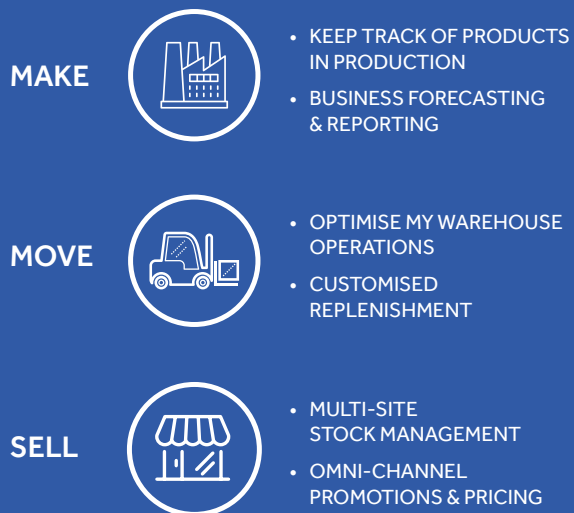 MAKE
• KEEP TRACK OF PRODUCTS
IN PRODUCTION
• BUSINESS FORECASTING
& REPORTING
MOVE
• OPTIMISE MY WAREHOUSE
OPERATIONS
• CUSTOMISED
REPLENISHMENT
SELL
• MULTI-SITE
STOCK MANAGEMENT
• OMNI-CHANNEL
PROMOTIONS & PRICING